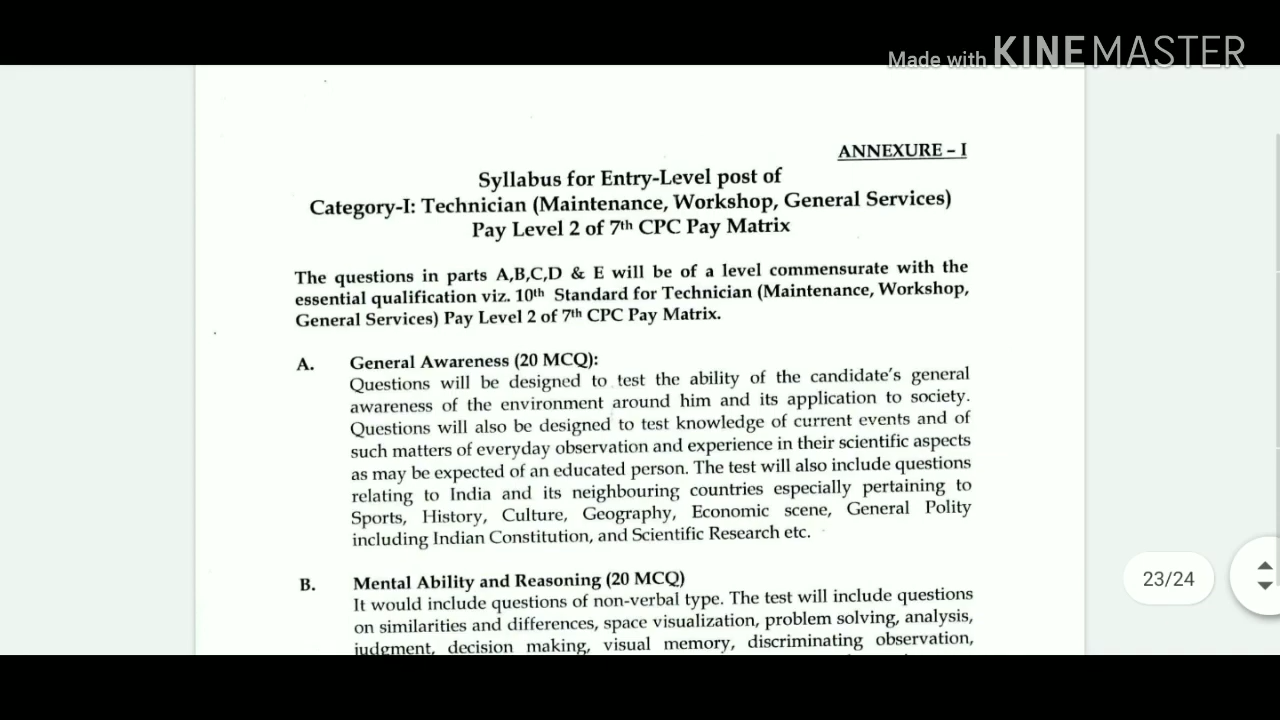 Made with KINEMASTER
ANNEXURE – I
Syllabus for Entry-Level post of
Category-I: Technician (Maintenance, Workshop, General Services)
Pay Level 2 of 7th CPC Pay Matrix
The questions in parts A,B,C,D & E will be of a level commensurate with the
essential qualification viz. 10th Standard for Technician (Maintenance, Workshop,
General Services) Pay Level 2 of 7th CPC Pay Matrix.
A. General Awareness (20 MCQ):
Questions will be designed to test the ability of the candidate's general
awareness of the environment around him and its application to society.
Questions will also be designed to test knowledge of current events and of
such matters of everyday observation and experience in their scientific aspects
as may be expected of an educated person. The test will also include questions
relating to India and its neighbouring countries especially pertaining to
Sports, History, Culture, Geography, Economic scene, General Polity
including Indian Constitution, and Scientific Research etc.
B. Mental Ability and Reasoning (20 MCQ)
It would include questions of non-verbal type. The test will include questions
on similarities and differences, space visualization, problem solving, analysis,
judgment, decision making, visual memory, discriminating observation,
23/24